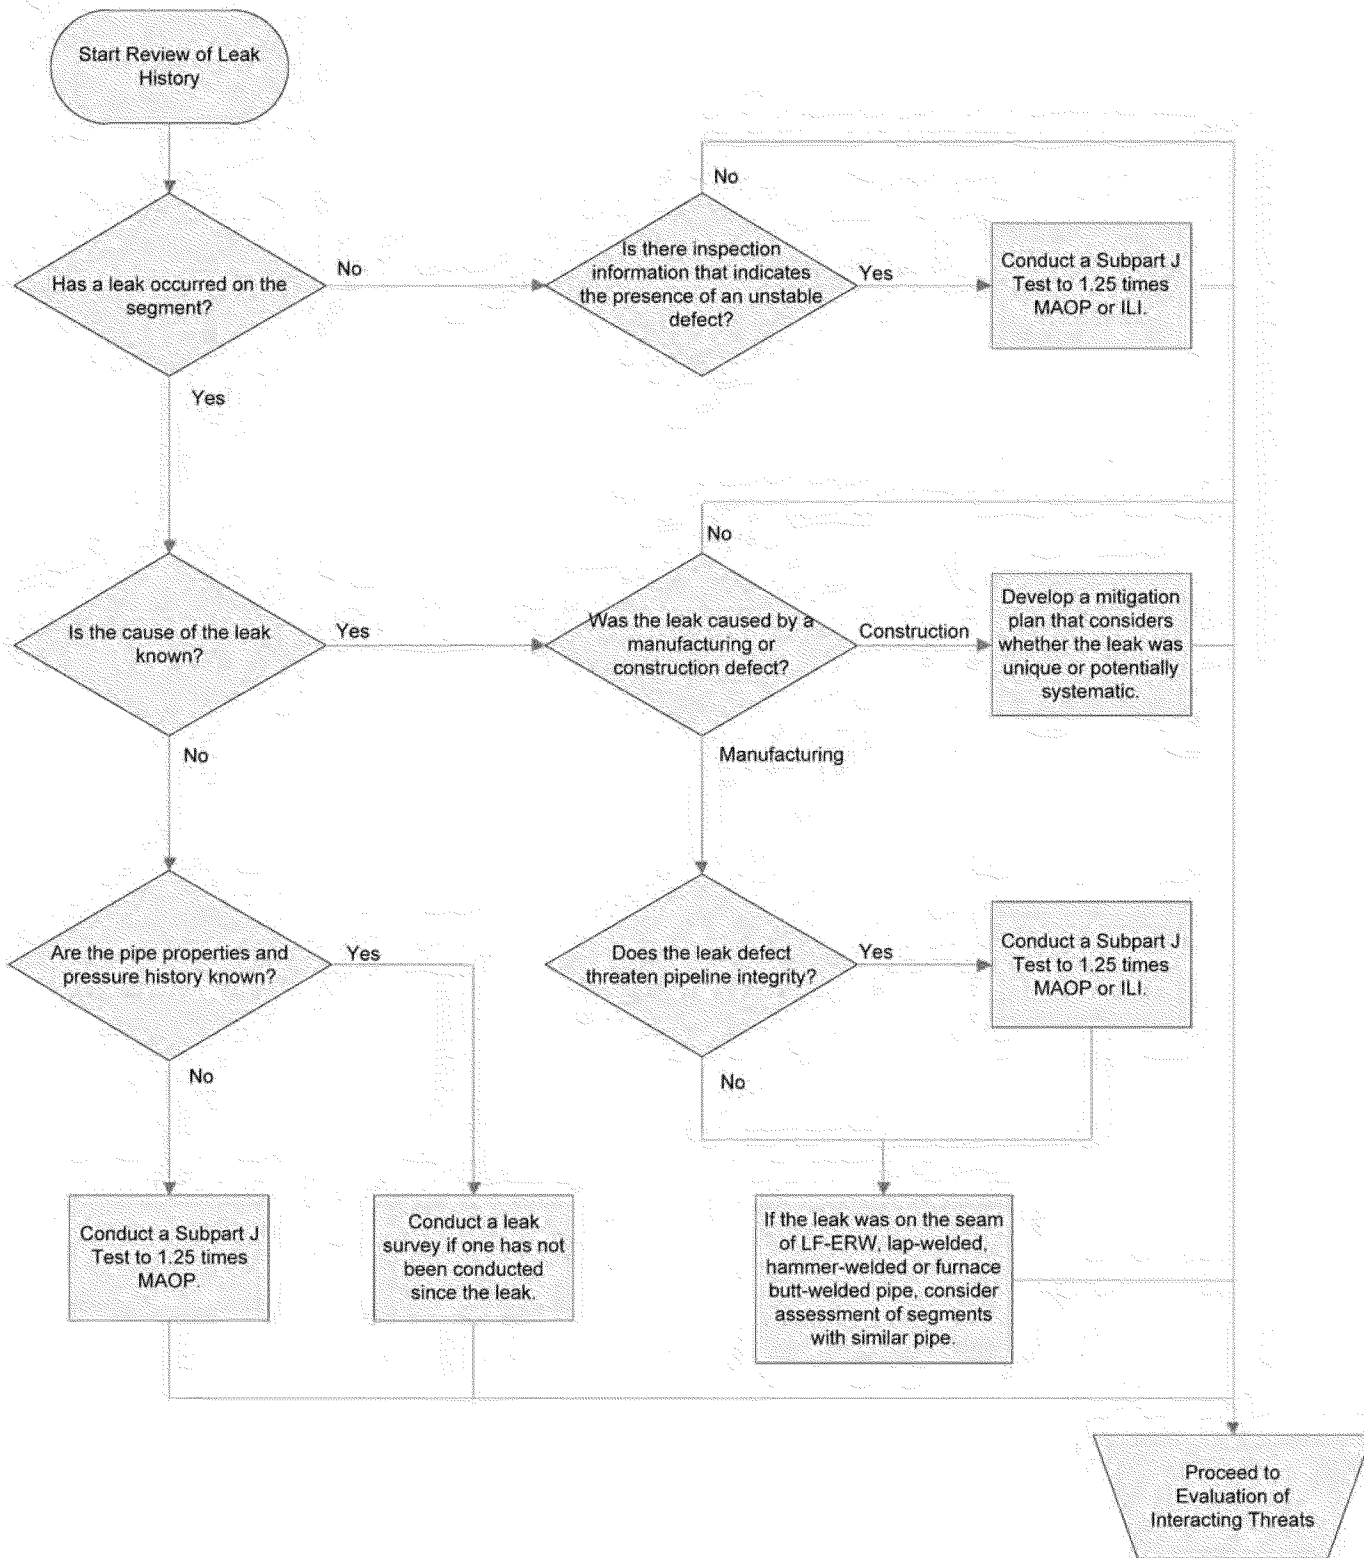 Start Review of Leak
History
No
Has a leak occurred on the
segment?
No
Is there inspection
information that indicates
the presence of an unstable
defect?
Yes
Conduct a Subpart J
Test to 1.25 times
MAOP or ILI.
Yes
No
Is the cause of the leak
known?
Yes
Was the leak caused by a
manufacturing or
construction defect?
Construction
Develop a mitigation
plan that considers
whether the leak was
unique or potentially
systematic.
No
Manufacturing
Are the pipe properties and
pressure history known?
Yes
Does the leak defect
threaten pipeline integrity?
Yes
Conduct a Subpart J
Test to 1.25 times
MAOP or ILI.
No
No
Conduct a Subpart J
Test to 1.25 times
MAOP.
Conduct a leak
survey if one has not
been conducted
since the leak.
If the leak was on the seam
of LF-ERW, lap-welded,
hammer-welded or furnace
butt-welded pipe, consider
assessment of segments
with similar pipe.
Proceed to
Evaluation of
Interacting Threats